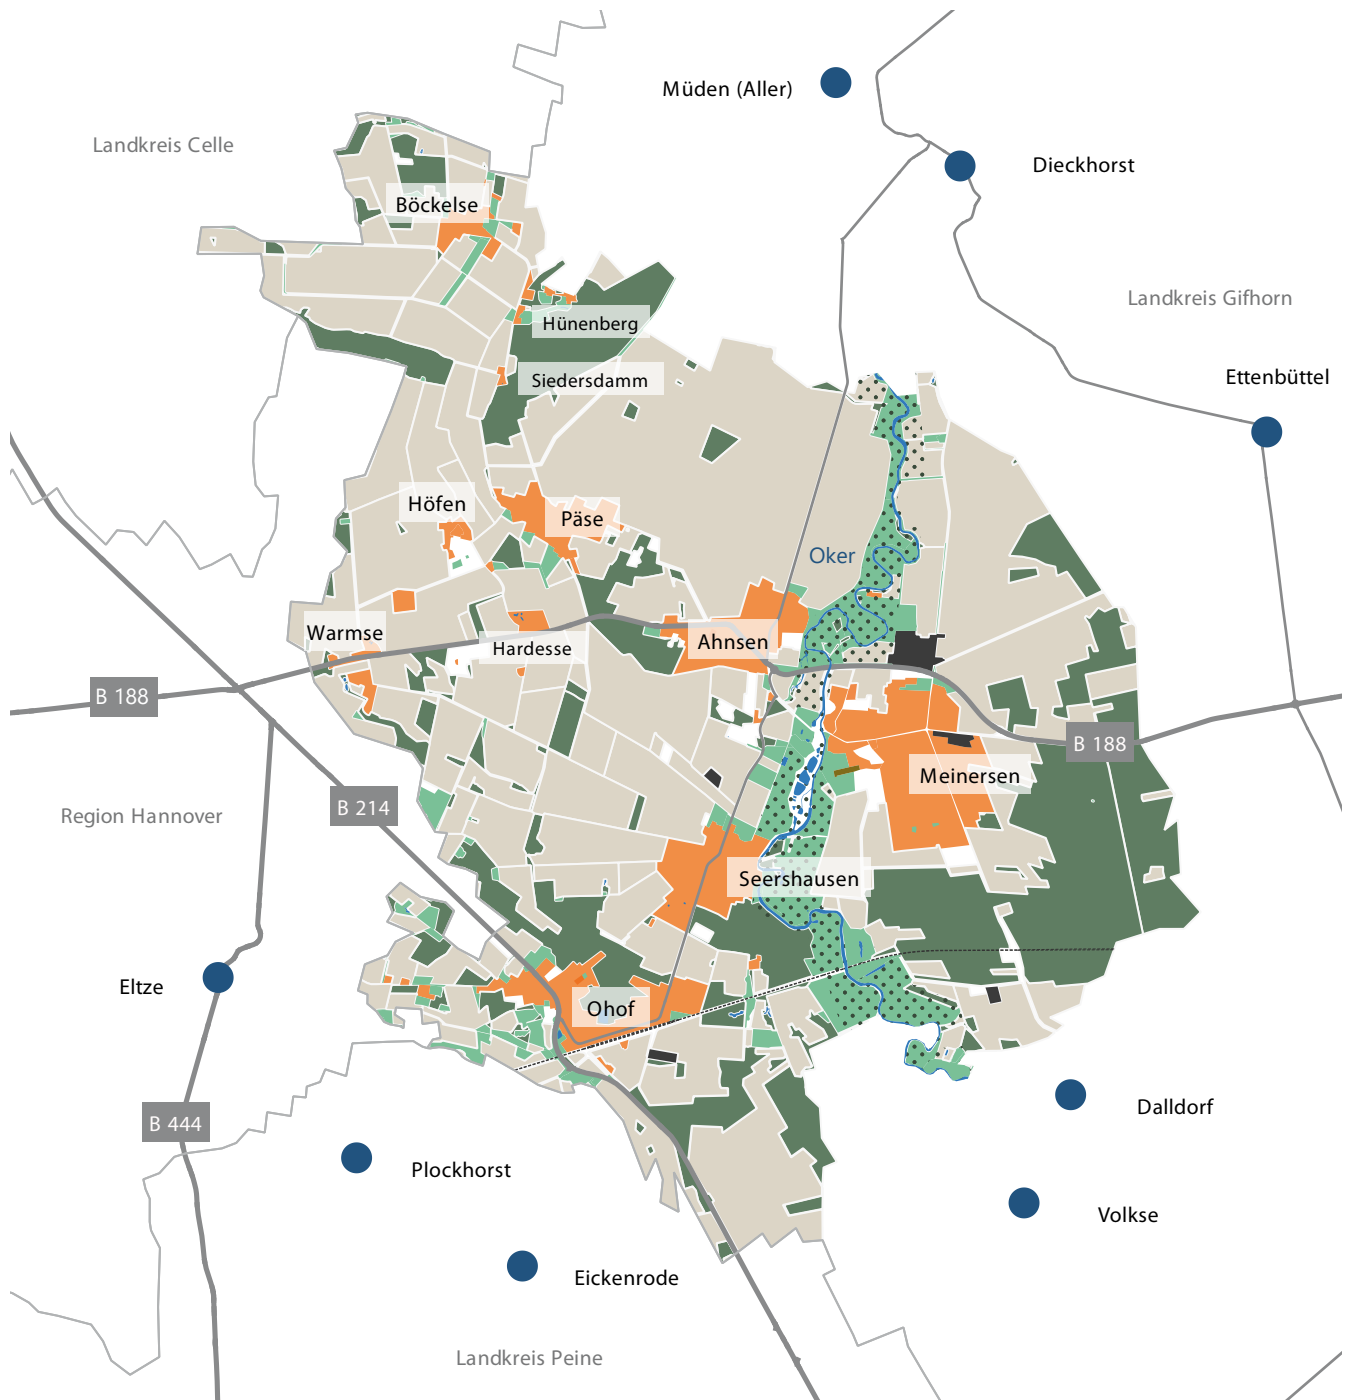 Müden (Aller)
Landkreis Celle
Dieckhorst
Böckelse
Landkreis Gifhorn
Hünenberg
Siedersdamm
Ettenbüttel
Höfen
Päse
Oker
Warmse
Ahnsen
Hardesse
B 188
B 188
Meinersen
B 214
Region Hannover
Seershausen
Eltze
Ohof
Dalldorf
B 444
Plockhorst
Volkse
Eickenrode
Landkreis Peine